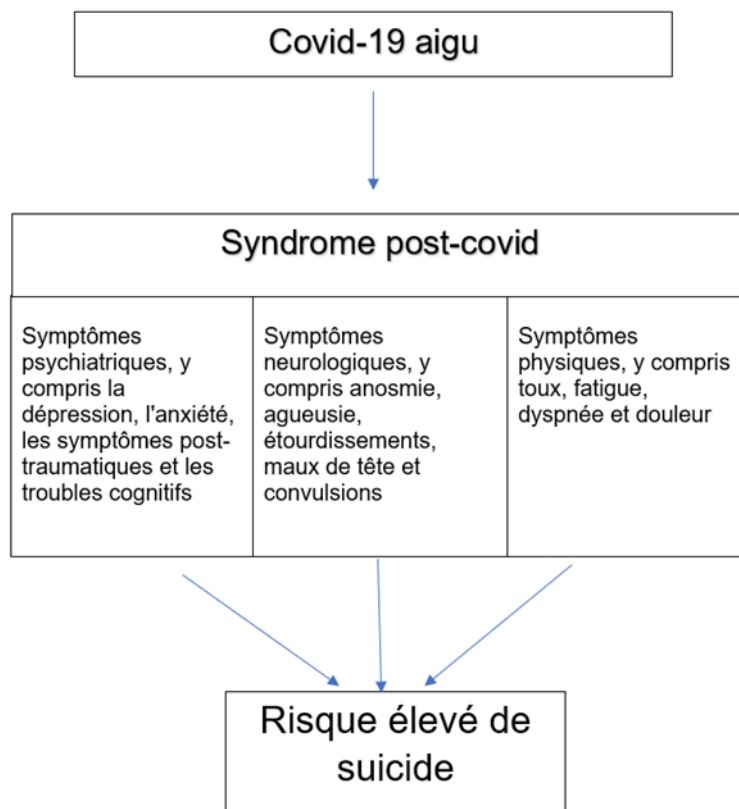 Covid-19 aigu
Syndrome post-covid
Symptômes
psychiatriques, y
compris la
dépression, l'anxiété,
les symptômes post-
traumatiques et les
troubles cognitifs
Symptômes
neurologiques, y
compris anosmie,
agueusie,
étourdissements,
maux de tête et
convulsions
Symptômes
physiques, y compris
toux, fatigue,
dyspnée et douleur
Risque élevé de
suicide